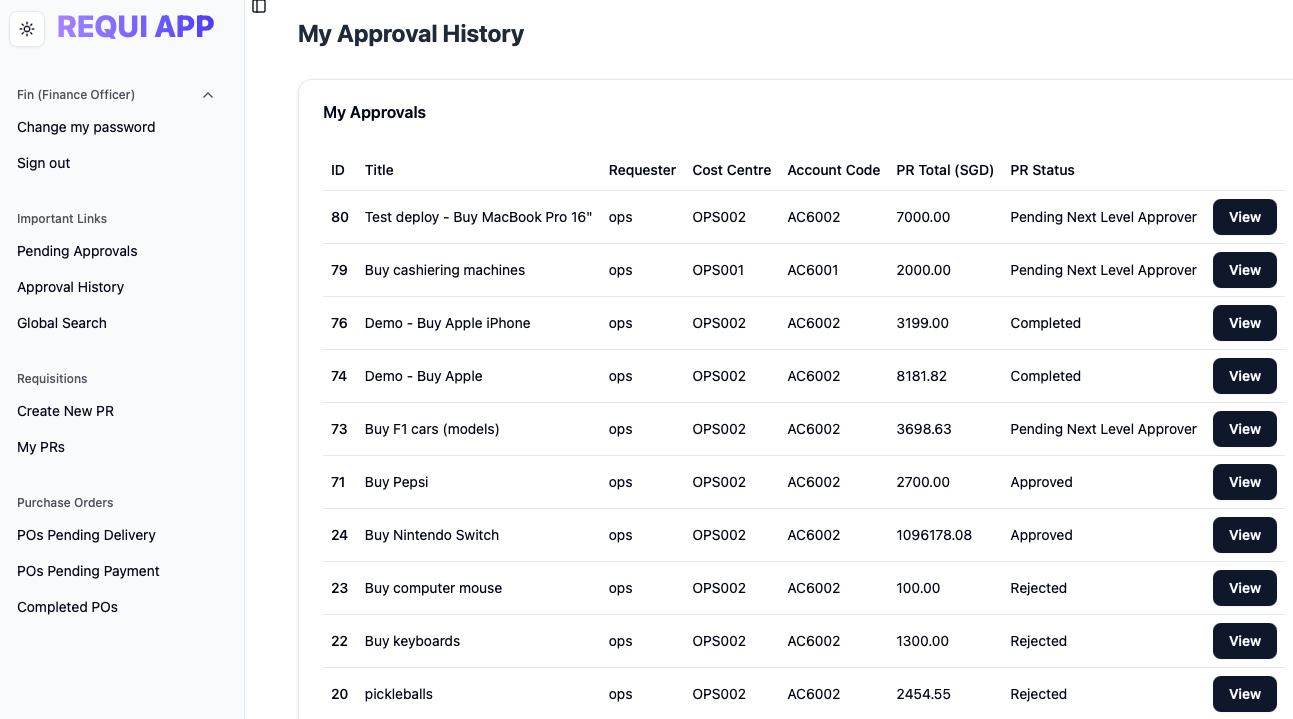 REQUI APP
Fin (Finance Officer)
Change my password
Sign out
Important Links
Pending Approvals
Approval History
Global Search
Requisitions
Create New PR
My PRs
Purchase Orders
POs Pending Delivery
POs Pending Payment
Completed POs
My Approval History
My Approvals
ID Title Requester Cost Centre Account Code PR Total (SGD) PR Status
80 Test deploy - Buy MacBook Pro 16" ops OPS002 AC6002 7000.00 Pending Next Level Approver View
79 Buy cashiering machines ops OPS001 AC6001 2000.00 Pending Next Level Approver View
76 Demo - Buy Apple iPhone ops OPS002 AC6002 3199.00 Completed View
74 Demo - Buy Apple ops OPS002 AC6002 8181.82 Completed View
73 Buy F1 cars (models) ops OPS002 AC6002 3698.63 Pending Next Level Approver View
71 Buy Pepsi ops OPS002 AC6002 2700.00 Approved View
24 Buy Nintendo Switch ops OPS002 AC6002 1096178.08 Approved View
23 Buy computer mouse ops OPS002 AC6002 100.00 Rejected View
22 Buy keyboards ops OPS002 AC6002 1300.00 Rejected View
20 pickleballs ops OPS002 AC6002 2454.55 Rejected View